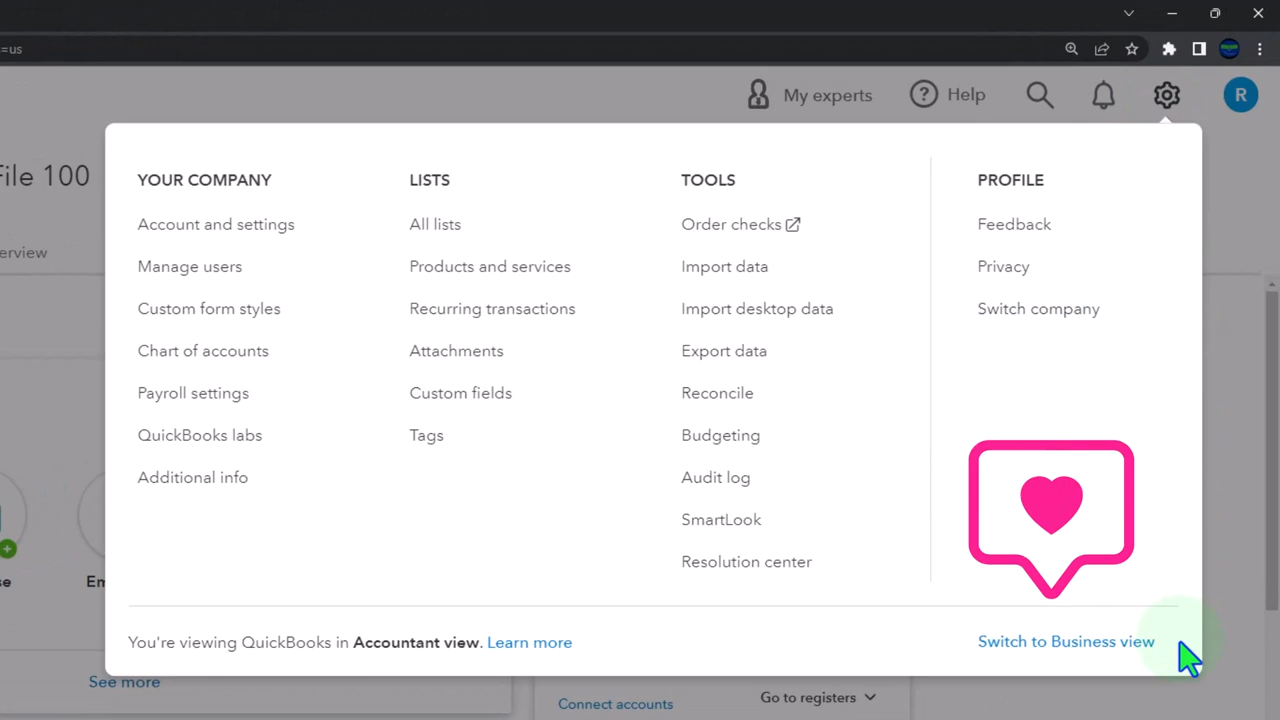 =us
My experts
Help
R
File 100
erview
YOUR COMPANY
Account and settings
Manage users
Custom form styles
Chart of accounts
Payroll settings
QuickBooks labs
Additional info
LISTS
All lists
Products and services
Recurring transactions
Attachments
Custom fields
Tags
TOOLS
Order checks
Import data
Import desktop data
Export data
Reconcile
Budgeting
Audit log
SmartLook
Resolution center
PROFILE
Feedback
Privacy
Switch company
se
Em
You're viewing QuickBooks in Accountant view. Learn more
Switch to Business view
See more
Connect accounts
Go to registers